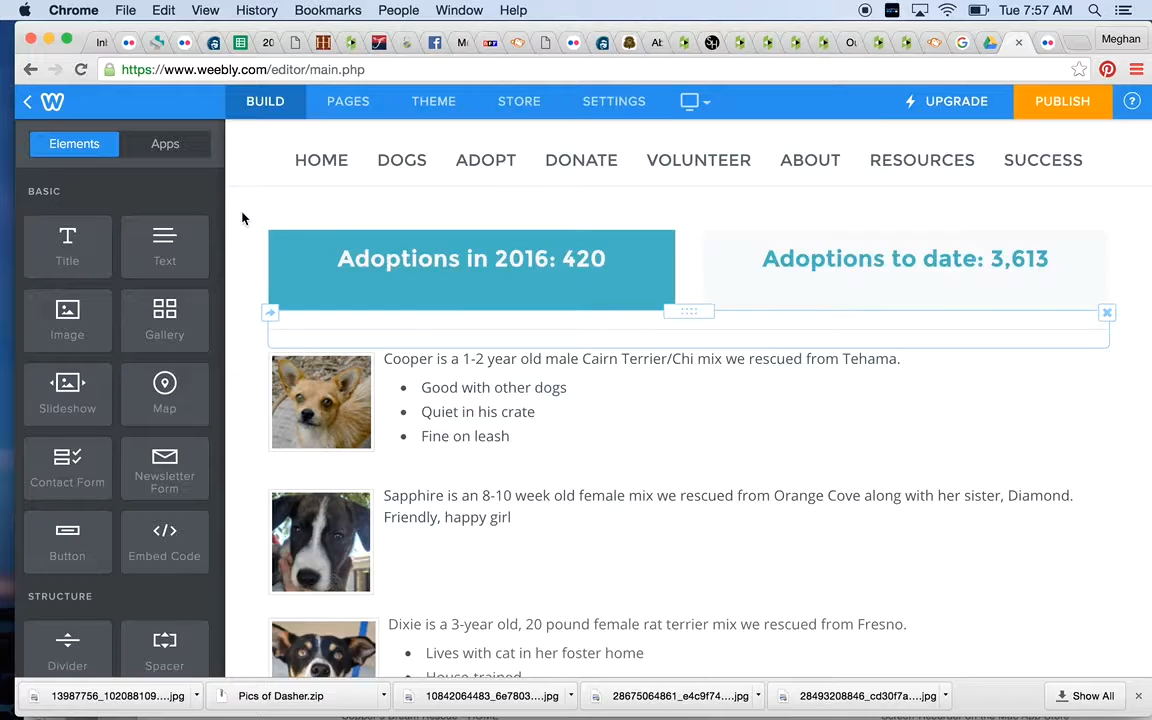 Chrome File Edit View History Bookmarks People Window Help Tue 7:57 AM
20
Meghan
https://www.weebly.com/editor/main.php
BUILD PAGES THEME STORE SETTINGS UPGRADE PUBLISH ?
Elements Apps
HOME DOGS ADOPT DONATE VOLUNTEER ABOUT RESOURCES SUCCESS
BASIC
Title Text
Adoptions in 2016: 420 Adoptions to date: 3,613
Image Gallery
Cooper is a 1-2 year old male Cairn Terrier/Chi mix we rescued from Tehama.
Good with other dogs
Quiet in his crate
Fine on leash
Slideshow Map
Contact Form Newsletter Form
Sapphire is an 8-10 week old female mix we rescued from Orange Cove along with her sister, Diamond.
Friendly, happy girl
Button Embed Code
STRUCTURE
Dixie is a 3-year old, 20 pound female rat terrier mix we rescued from Fresno.
Lives with cat in her foster home
House-trained
Divider Spacer
13987756_102088109....jpg Pics of Dasher.zip 10842064483_6e7803....jpg 28675064861_e4c9f74....jpg 28493208846_cd30f7a....jpg Show All